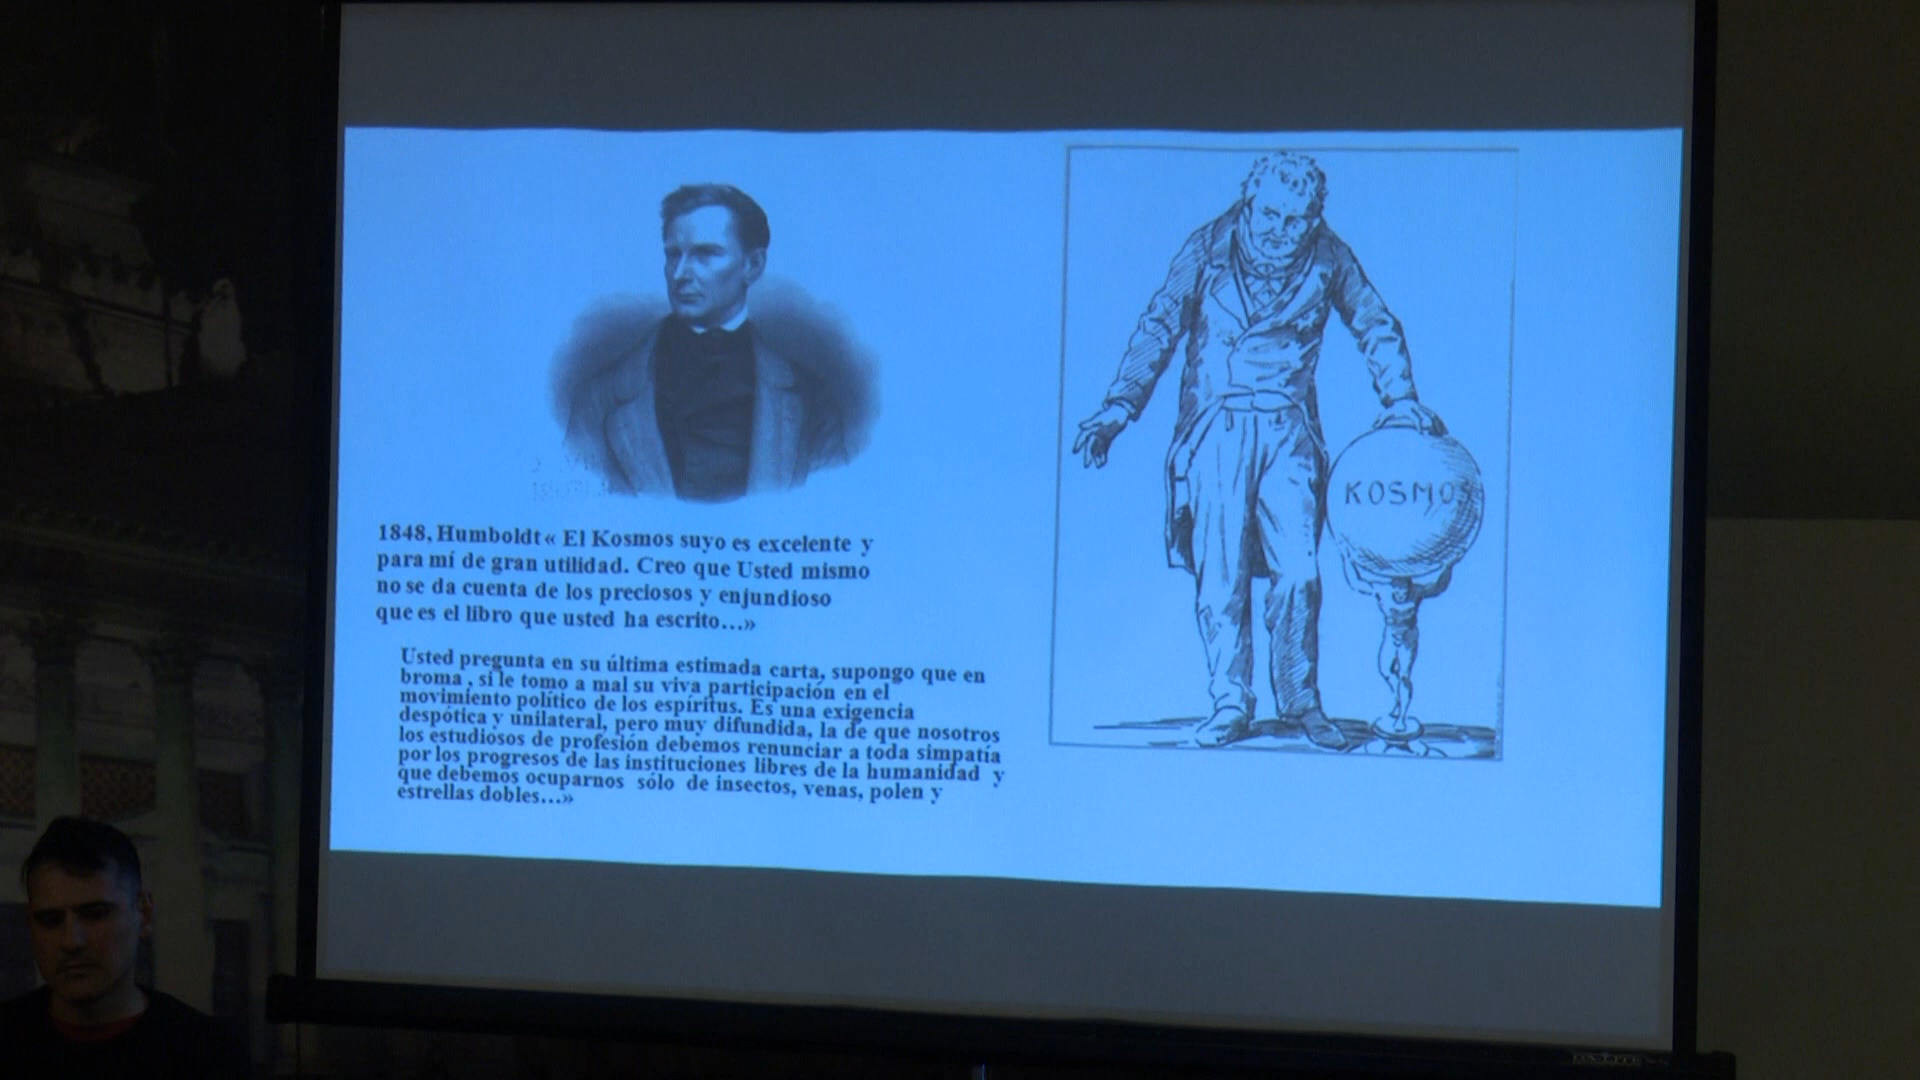 1848, Humboldt « El Kosmos suyo es excelente y
para mí de gran utilidad. Creo que Usted mismo
no se da cuenta de los preciosos y enjundioso
que es el libro que usted ha escrito...»
Usted pregunta en su última estimada carta, supongo que en
broma , si le tomo a mal su viva participación en el
movimiento político de los espíritus. Es una exigencia
despótica y unilateral, pero muy difundida, la de que nosotros
los estudiosos de profesión debemos renunciar a toda simpatía
por los progresos de las instituciones libres de la humanidad y
que debemos ocuparnos sólo de insectos, venas, polen y
estrellas dobles...»
KOSMOS